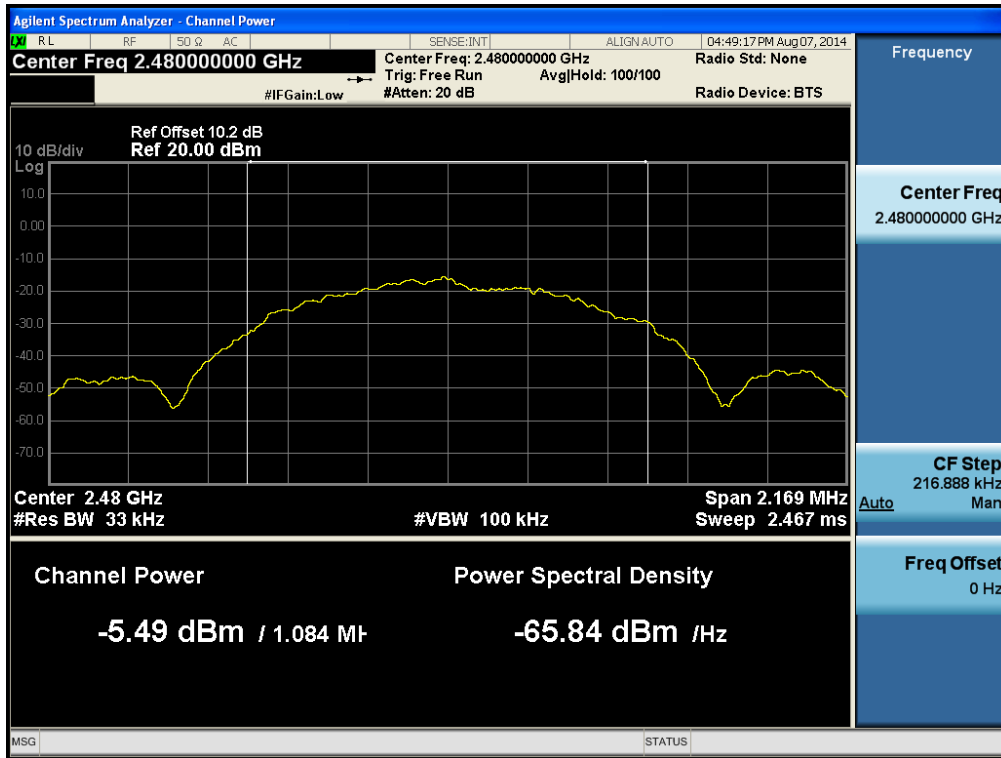 Agilent Spectrum Analyzer - Channel Power
LXI RL RF 50 Ω AC SENSE:INT ALIGN AUTO 04:49:17 PM Aug 07, 2014
Center Freq 2.480000000 GHz
Center Freq: 2.480000000 GHz Radio Std: None
Trig: Free Run Avg|Hold: 100/100
#IFGain:Low #Atten: 20 dB Radio Device: BTS
Ref Offset 10.2 dB
10 dB/div Ref 20.00 dBm
Log
10.0
0.00
-10.0
-20.0
-30.0
-40.0
-50.0
-60.0
-70.0
Center 2.48 GHz Span 2.169 MHz
#Res BW 33 kHz #VBW 100 kHz Sweep 2.467 ms
Channel Power Power Spectral Density
-5.49 dBm / 1.084 MH -65.84 dBm /Hz
MSG STATUS
Frequency
Center Freq
2.480000000 GHz
CF Step
216.888 kHz
Auto Man
Freq Offset
0 Hz